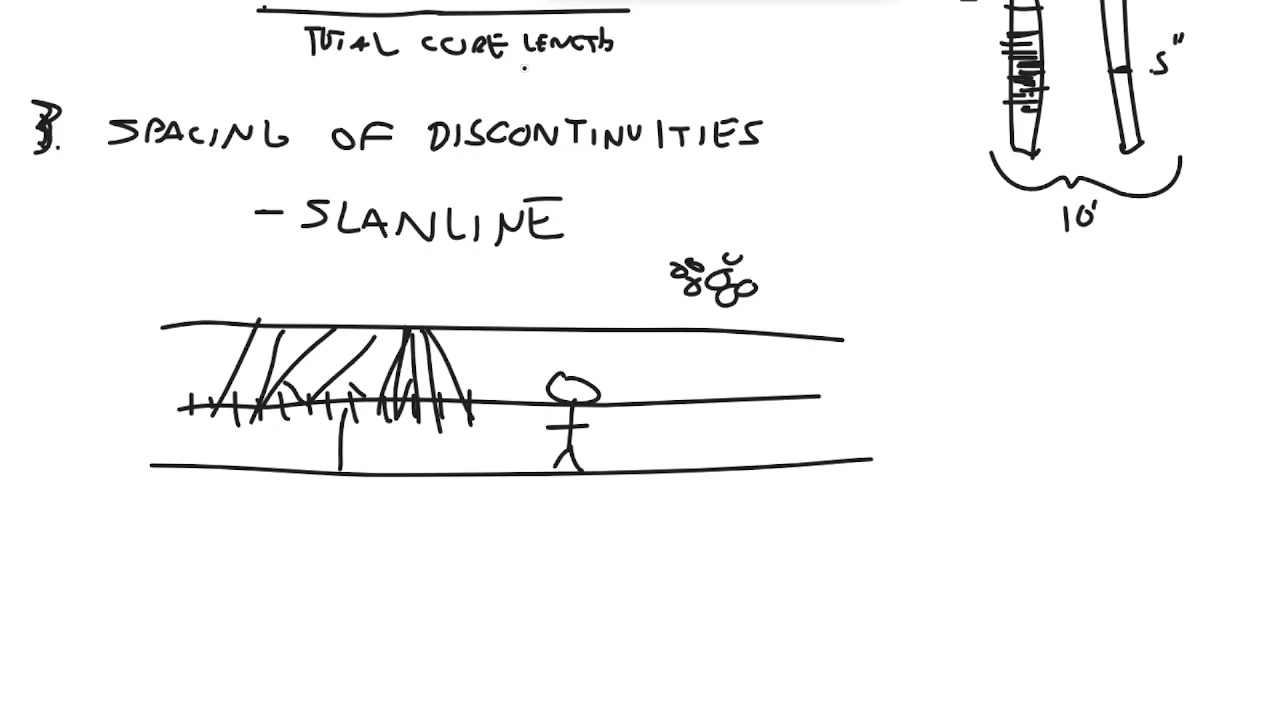 TOTAL CORE LENGTH
3. SPACING OF DISCONTINUITIES
- SCANLINE
.5"
10'